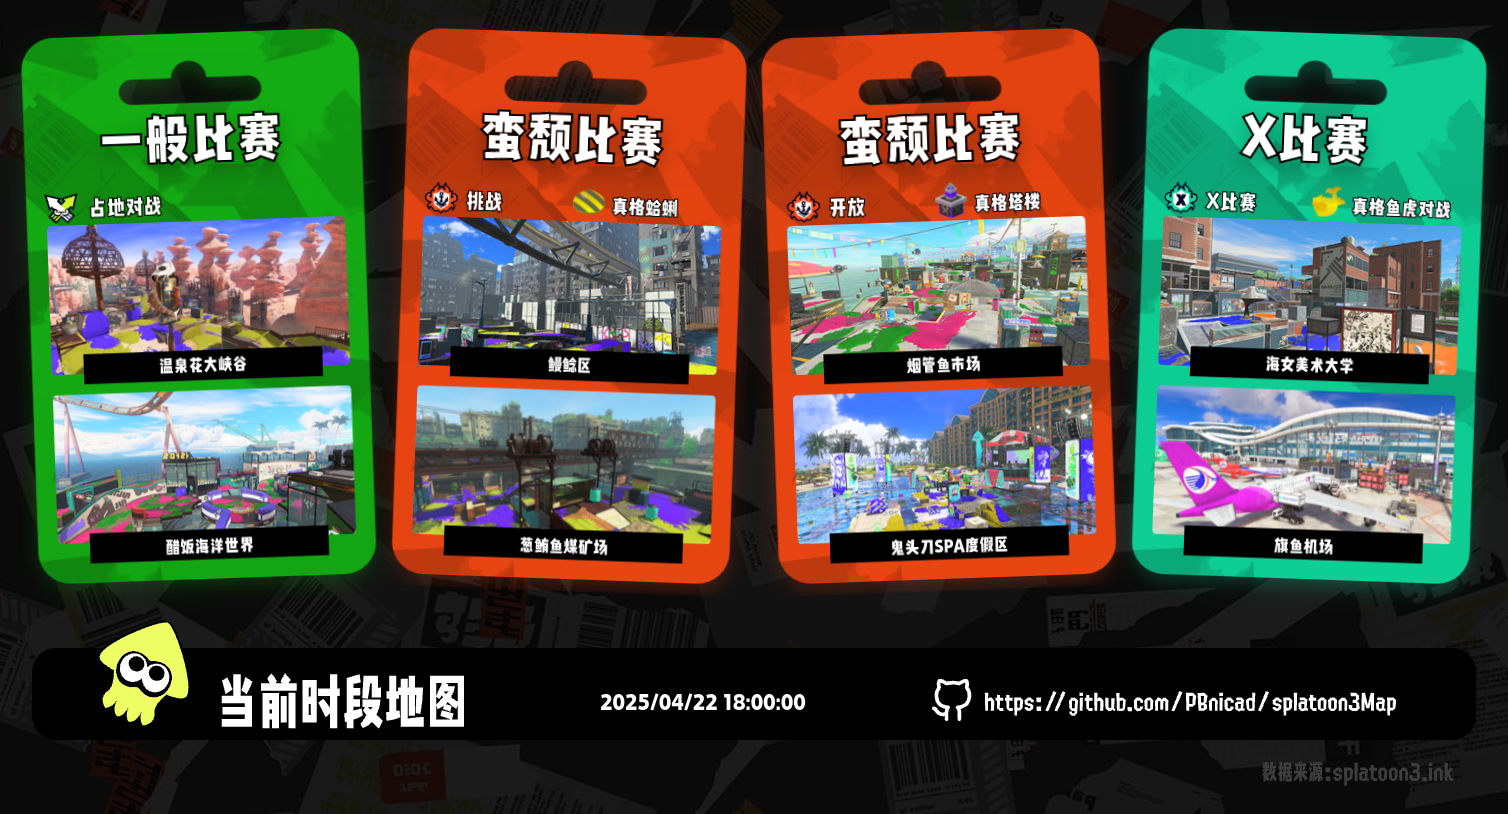 一般比赛
占地对战
温泉花大峡谷
醋饭海洋世界
蛮颓比赛
挑战
真格蛤蜊
鳗鲶区
葱鲔鱼煤矿场
蛮颓比赛
开放
真格塔楼
烟管鱼市场
鬼头刀SPA度假区
X比赛
X比赛
真格鱼虎对战
海女美术大学
旗鱼机场
当前时段地图
2025/04/22 18:00:00
https://github.com/PBnicad/splatoon3Map
数据来源:splatoon3.ink